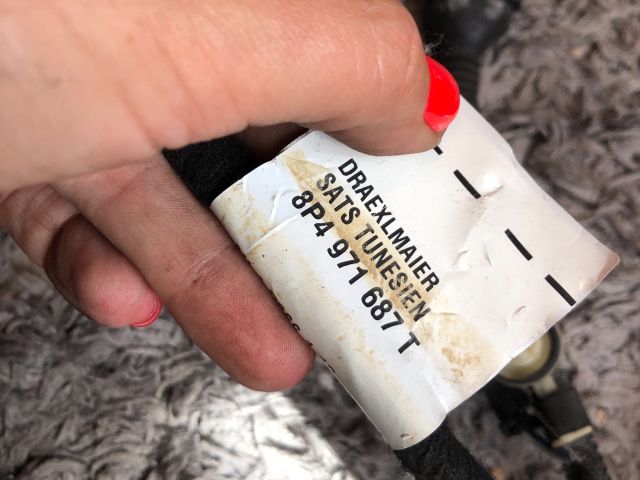 DRAEXLMAIER
SATS TUNESIEN
8P4 971 687 T